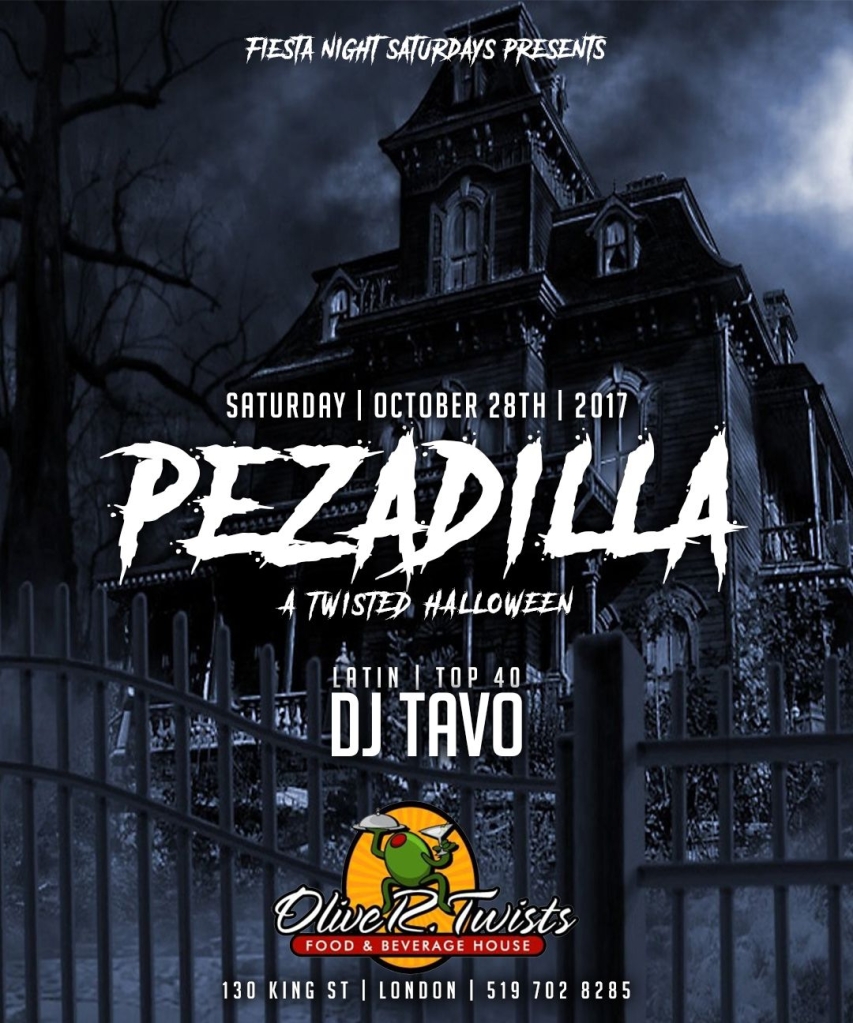 FIESTA NIGHT SATURDAYS PRESENTS
SATURDAY | OCTOBER 28TH | 2017
PEZADILLA
A TWISTED HALLOWEEN
LATIN | TOP 40
DJ TAVO
Olive R. Twists
FOOD & BEVERAGE HOUSE
130 KING ST | LONDON | 519 702 8285